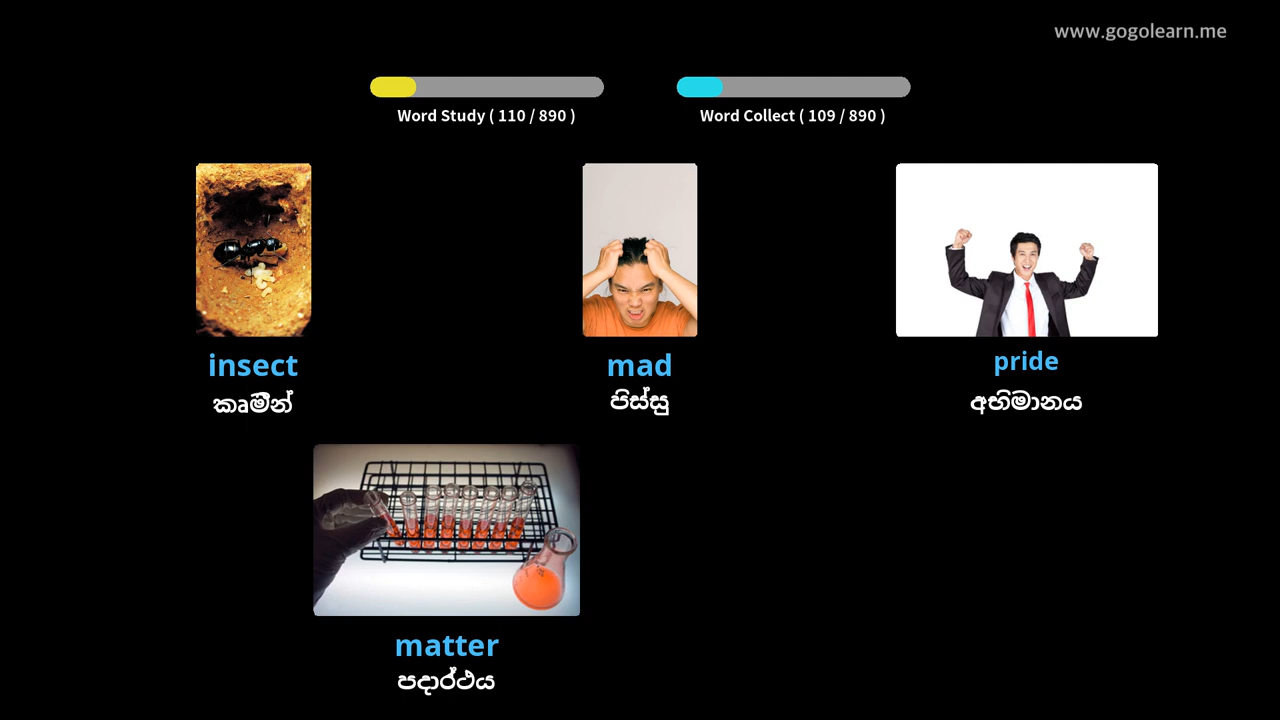 www.gogolearn.me
Word Study ( 110 / 890 )
Word Collect ( 109 / 890 )
insect
කෘමීන්
mad
පිස්සු
pride
අභිමානය
matter
පදාර්ථය